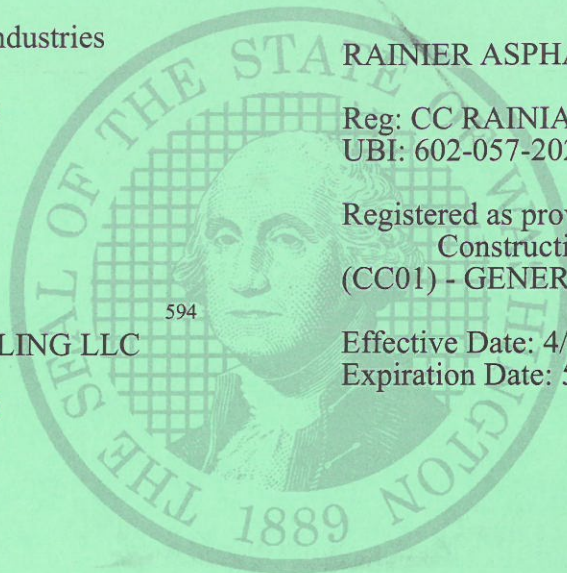 ndustries
RAINIER ASPHA
Reg: CC RAINIA
UBI: 602-057-202
Registered as prov
Constructi
(CC01) - GENER
594
LING LLC
Effective Date: 4/
Expiration Date: 5
THE SEAL OF THE STATE OF WASHINGTON
1889